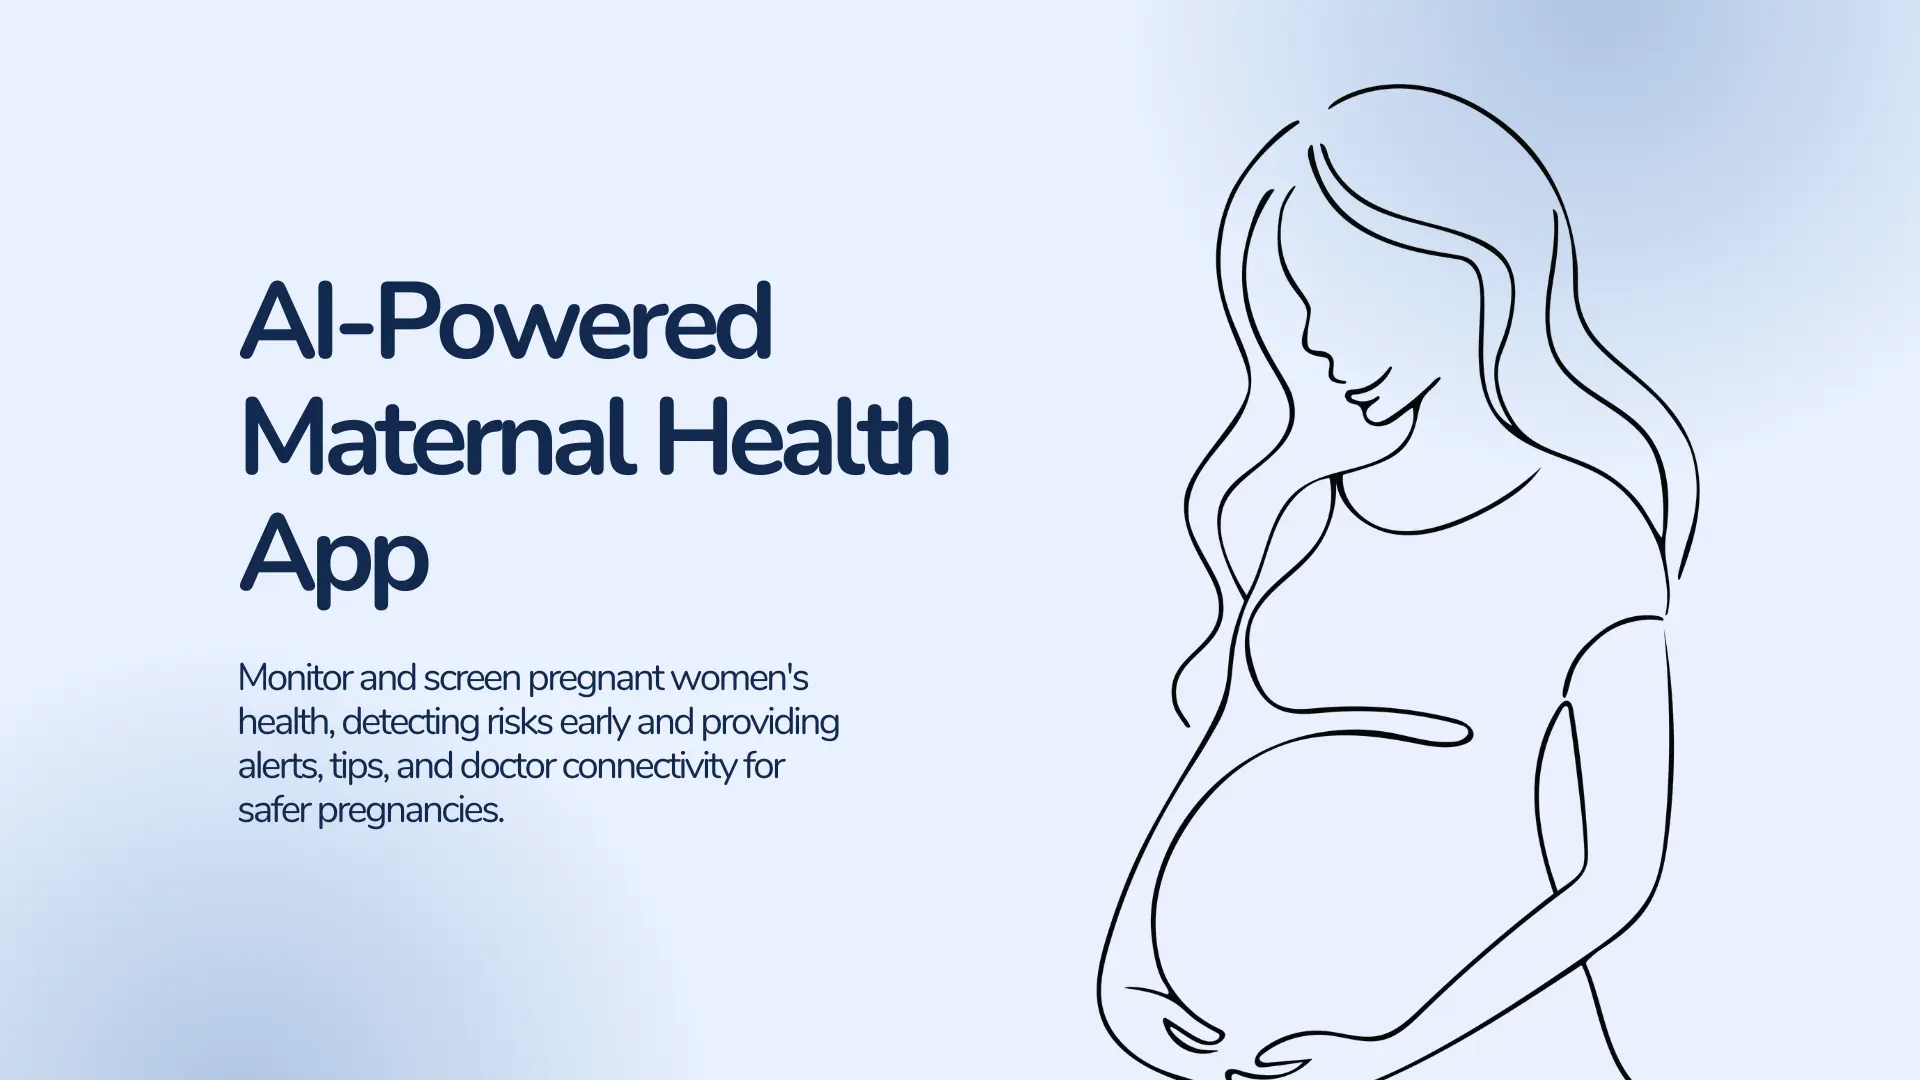 AI-Powered
Maternal Health
App
Monitor and screen pregnant women's
health, detecting risks early and providing
alerts, tips, and doctor connectivity for
safer pregnancies.